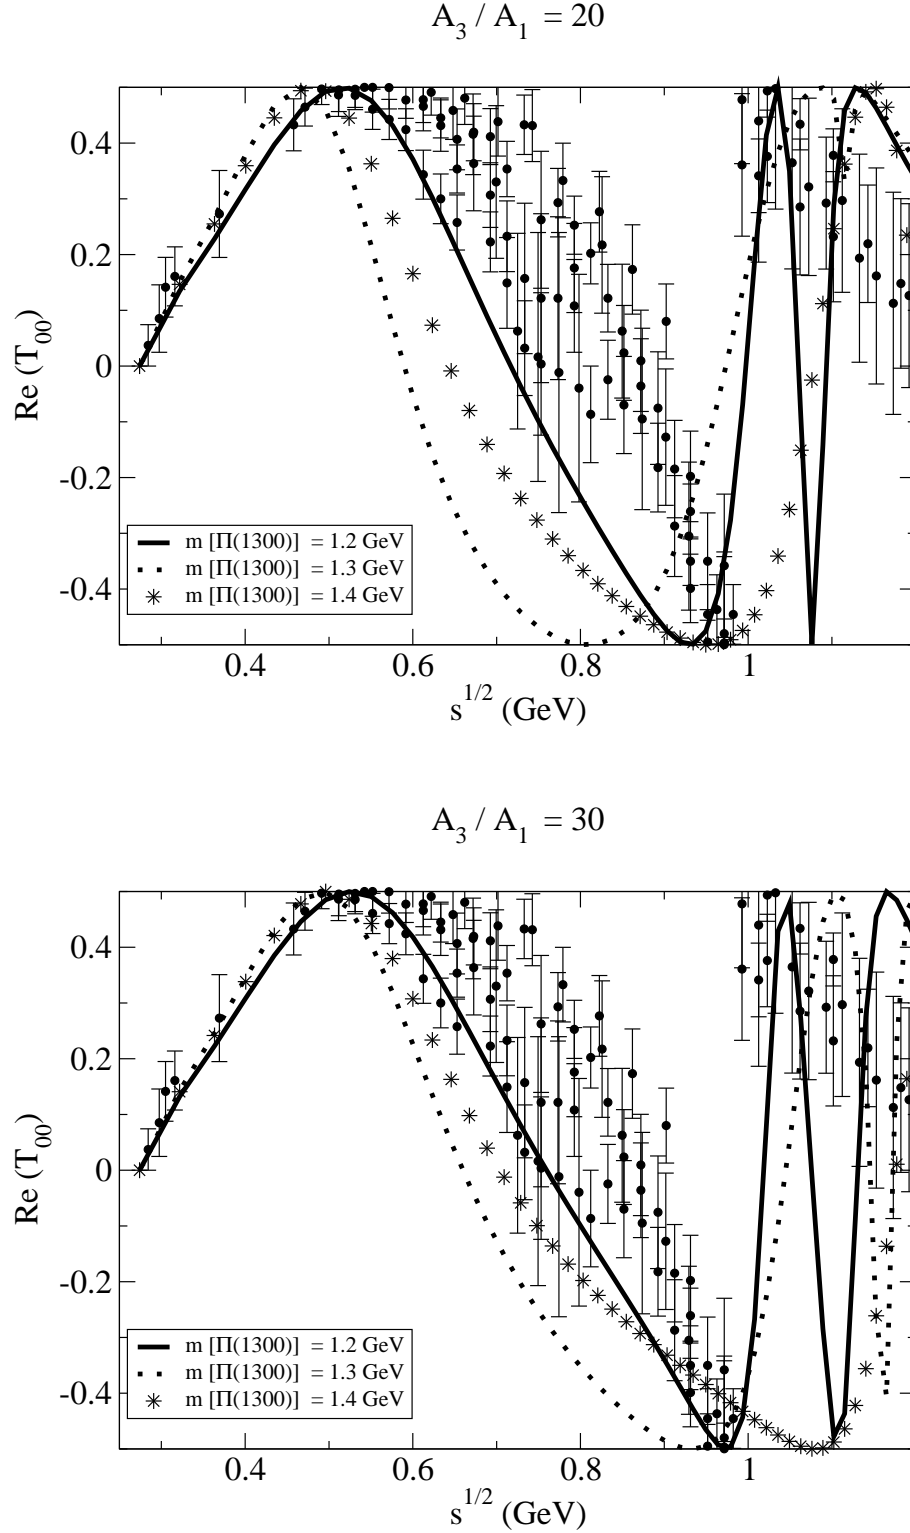 A3 / A1 = 20
0.4
0.2
0
-0.2
-0.4
Re (T00)
m [Π(1300)] = 1.2 GeV
m [Π(1300)] = 1.3 GeV
m [Π(1300)] = 1.4 GeV
0.4 0.6 0.8 1
s1/2 (GeV)
A3 / A1 = 30
0.4
0.2
0
-0.2
-0.4
Re (T00)
m [Π(1300)] = 1.2 GeV
m [Π(1300)] = 1.3 GeV
m [Π(1300)] = 1.4 GeV
0.4 0.6 0.8 1
s1/2 (GeV)